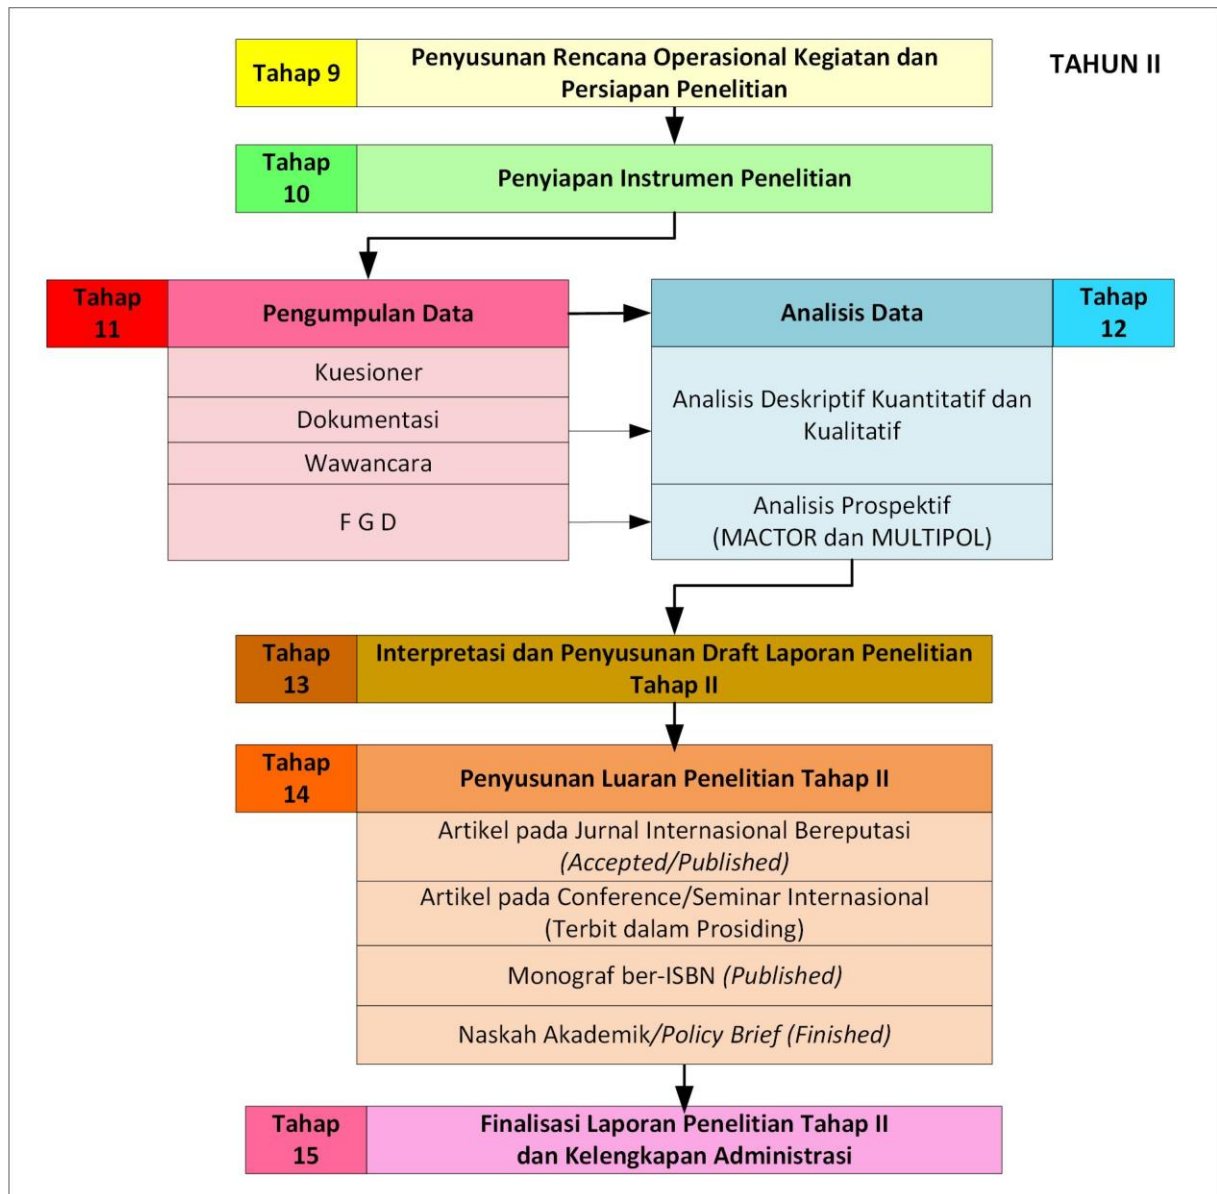 TAHUN II
Tahap 9
Penyusunan Rencana Operasional Kegiatan dan
Persiapan Penelitian
Tahap
10
Penyiapan Instrumen Penelitian
Tahap
11
Pengumpulan Data
Kuesioner
Dokumentasi
Wawancara
F G D
Analisis Data
Tahap
12
Analisis Deskriptif Kuantitatif dan
Kualitatif
Analisis Prospektif
(MACTOR dan MULTIPOL)
Tahap
13
Interpretasi dan Penyusunan Draft Laporan Penelitian
Tahap II
Tahap
14
Penyusunan Luaran Penelitian Tahap II
Artikel pada Jurnal Internasional Bereputasi
(Accepted/Published)
Artikel pada Conference/Seminar Internasional
(Terbit dalam Prosiding)
Monograf ber-ISBN (Published)
Naskah Akademik/Policy Brief (Finished)
Tahap
15
Finalisasi Laporan Penelitian Tahap II
dan Kelengkapan Administrasi